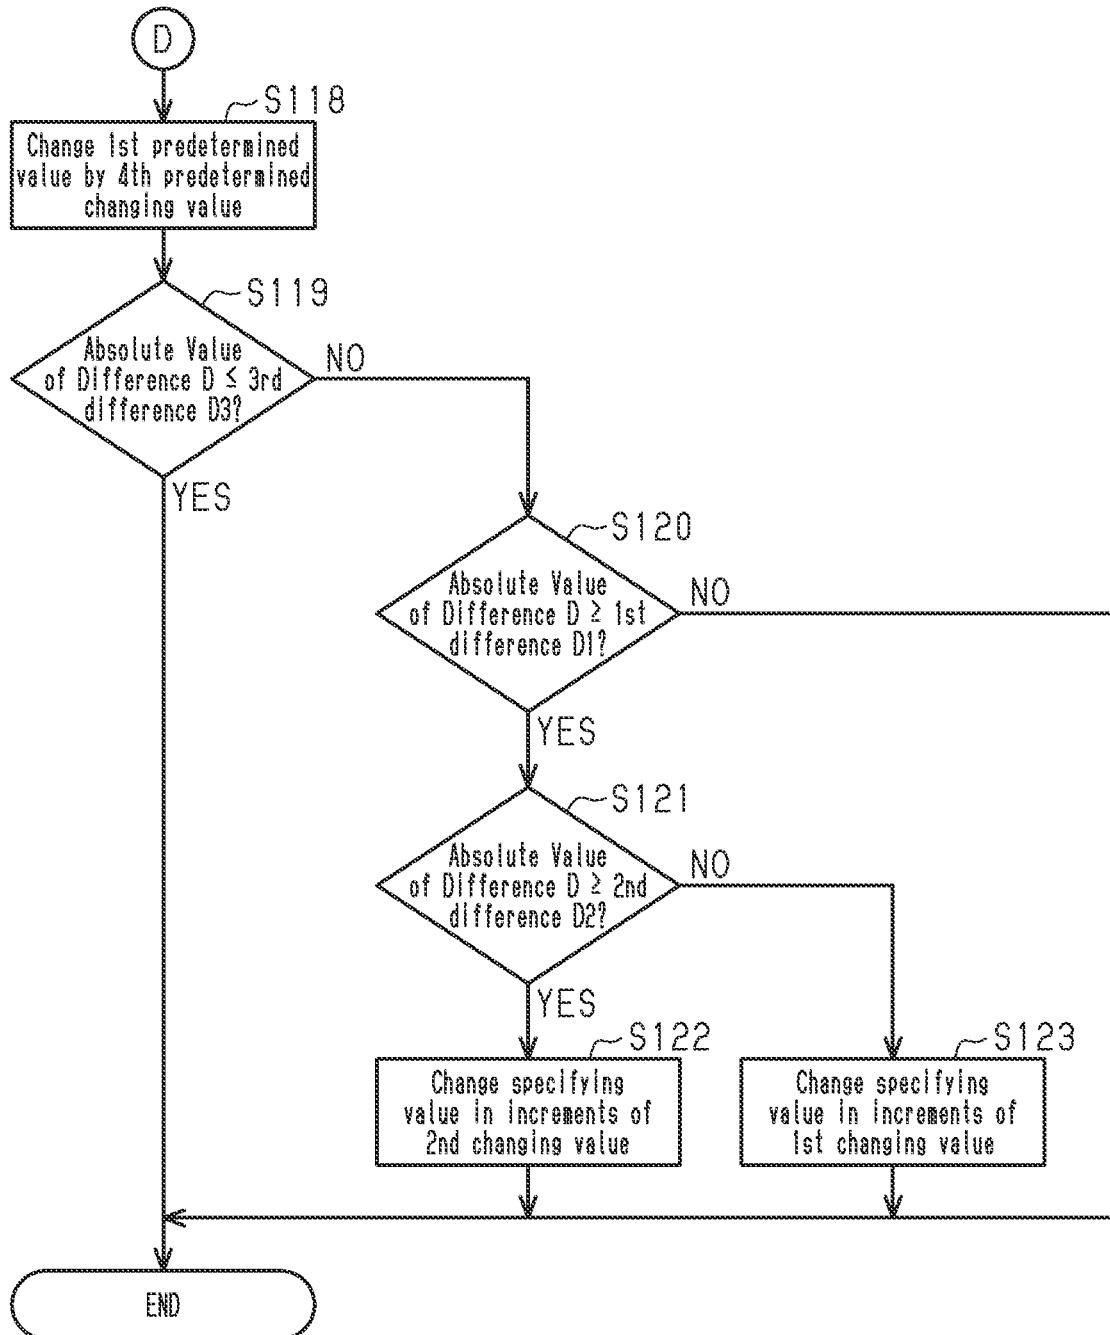 D
S118
Change 1st predetermined
value by 4th predetermined
changing value
S119
Absolute Value
of Difference D ≤ 3rd
difference D3?
NO
YES
S120
Absolute Value
of Difference D ≥ 1st
difference D1?
NO
YES
S121
Absolute Value
of Difference D ≥ 2nd
difference D2?
NO
YES
S122
Change specifying
value in increments of
2nd changing value
S123
Change specifying
value in increments of
1st changing value
END